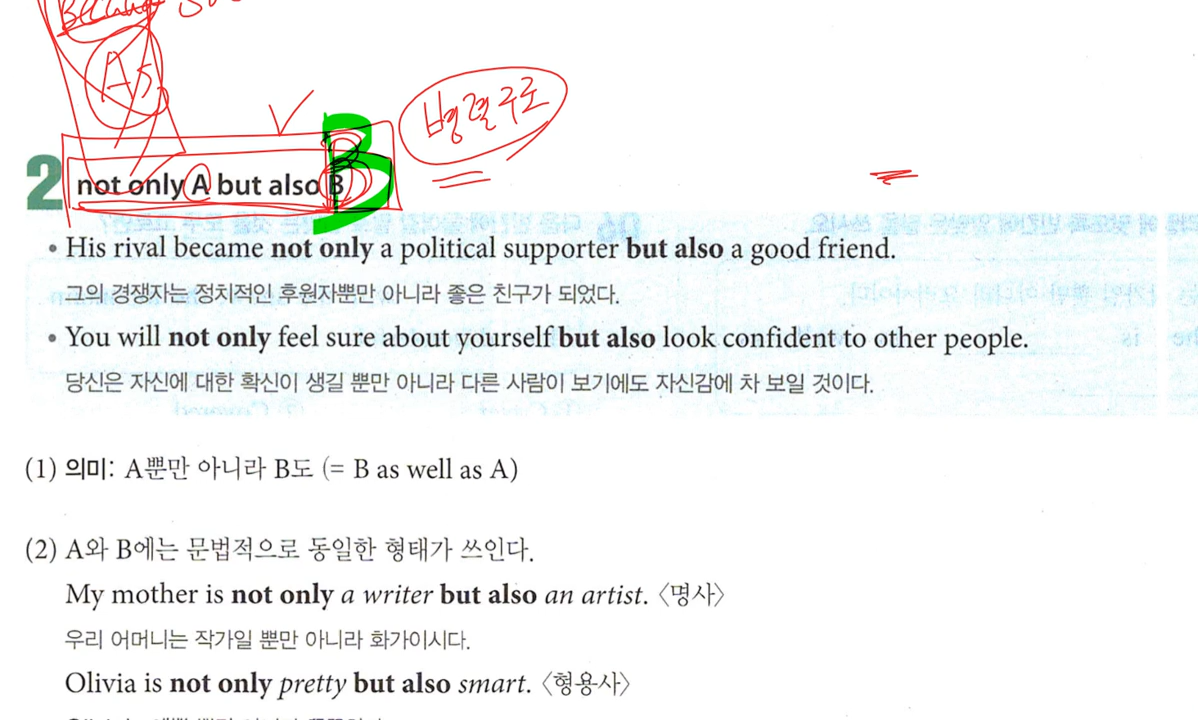 As
병렬구조
2 not only A but also B
B
• His rival became not only a political supporter but also a good friend.
그의 경쟁자는 정치적인 후원자뿐만 아니라 좋은 친구가 되었다.
• You will not only feel sure about yourself but also look confident to other people.
당신은 자신에 대한 확신이 생길 뿐만 아니라 다른 사람이 보기에도 자신감에 차 보일 것이다.
(1) 의미: A뿐만 아니라 B도 (= B as well as A)
(2) A와 B에는 문법적으로 동일한 형태가 쓰인다.
My mother is not only a writer but also an artist. 〈명사〉
우리 어머니는 작가일 뿐만 아니라 화가이시다.
Olivia is not only pretty but also smart. 〈형용사〉